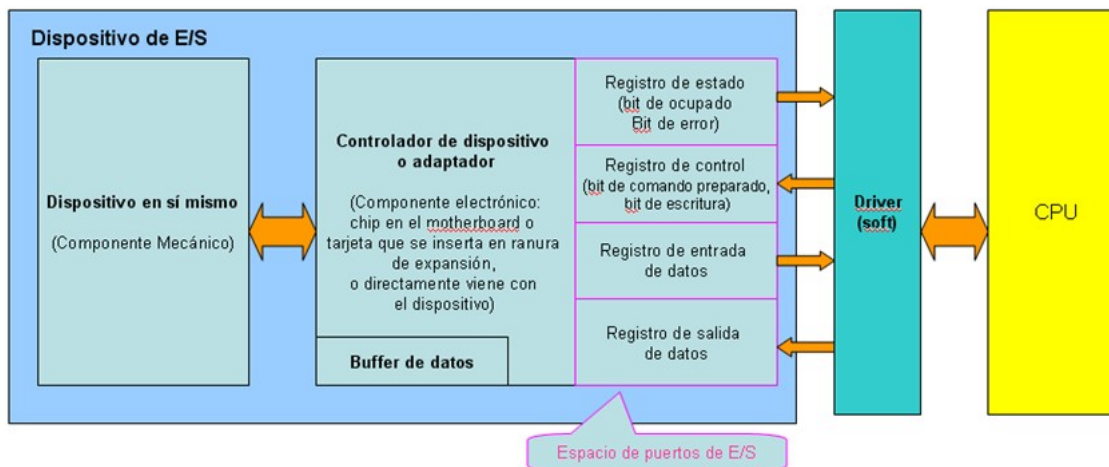 Dispositivo de E/S
Dispositivo en sí mismo
(Componente Mecánico)
Controlador de dispositivo
o adaptador
(Componente electrónico:
chip en el motherboard o
tarjeta que se inserta en ranura
de expansión,
o directamente viene con
el dispositivo)
Buffer de datos
Registro de estado
(bit de ocupado
Bit de error)
Registro de control
(bit de comando preparado,
bit de escritura)
Registro de entrada
de datos
Registro de salida
de datos
Espacio de puertos de E/S
Driver
(soft)
CPU